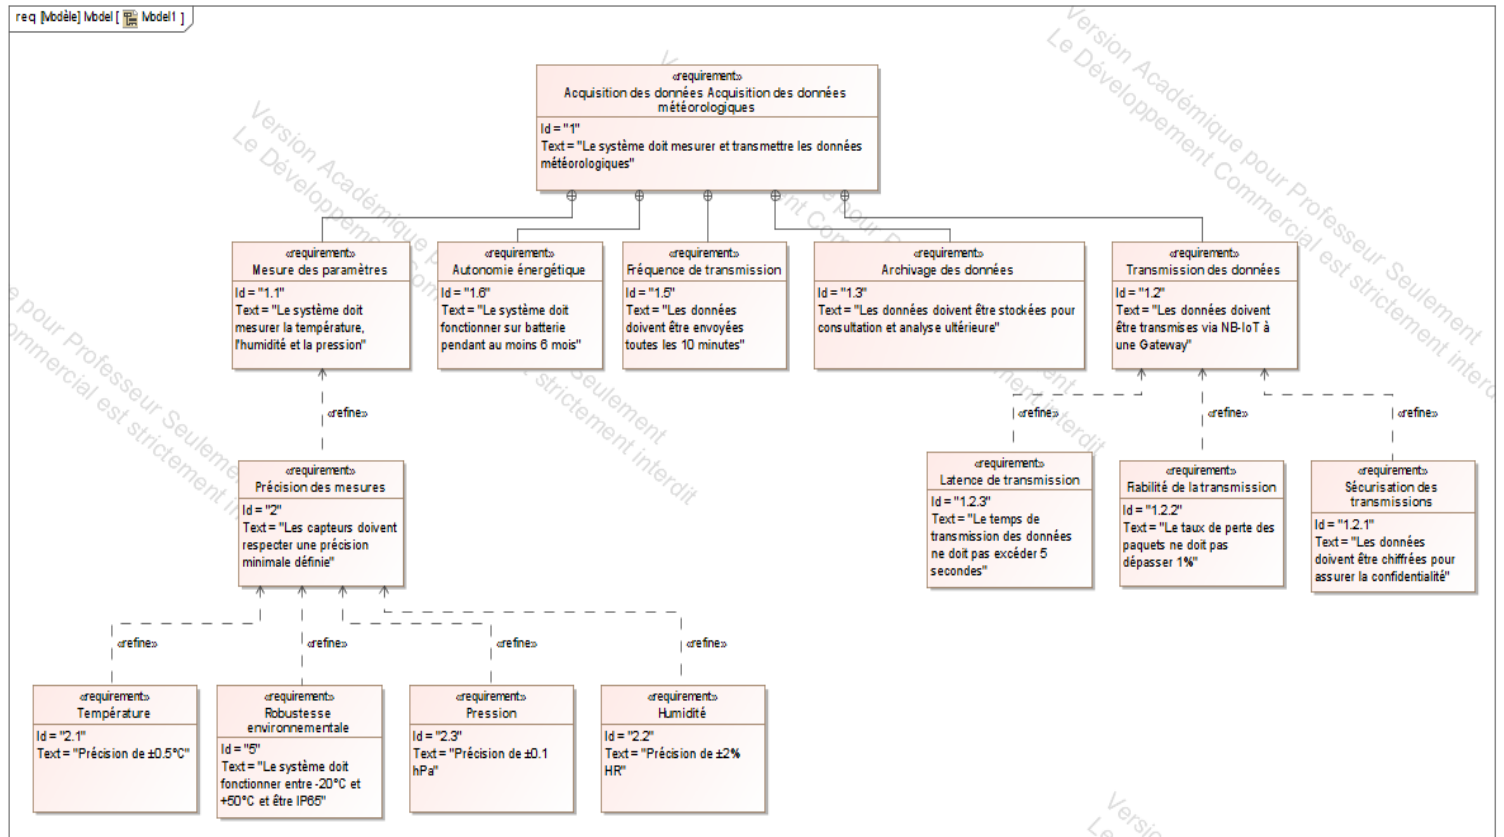 req [Modèle] Model [ Model1 ]
«requirement»
Acquisition des données Acquisition des données
météorologiques
Id = "1"
Text = "Le système doit mesurer et transmettre les données
météorologiques"
«requirement»
Mesure des paramètres
Id = "1.1"
Text = "Le système doit
mesurer la température,
l'humidité et la pression"
«requirement»
Autonomie énergétique
Id = "1.6"
Text = "Le système doit
fonctionner sur batterie
pendant au moins 6 mois"
«requirement»
Fréquence de transmission
Id = "1.5"
Text = "Les données
doivent être envoyées
toutes les 10 minutes"
«requirement»
Archivage des données
Id = "1.3"
Text = "Les données doivent être stockées pour
consultation et analyse ultérieure"
«requirement»
Transmission des données
Id = "1.2"
Text = "Les données doivent
être transmises via NB-IoT à
une Gateway"
«refine»
«refine»
«refine»
«refine»
«requirement»
Précision des mesures
Id = "2"
Text = "Les capteurs doivent
respecter une précision
minimale définie"
«requirement»
Latence de transmission
Id = "1.2.3"
Text = "Le temps de
transmission des données
ne doit pas excéder 5
secondes"
«requirement»
Fiabilité de la transmission
Id = "1.2.2"
Text = "Le taux de perte des
paquets ne doit pas
dépasser 1%"
«requirement»
Sécurisation des
transmissions
Id = "1.2.1"
Text = "Les données
doivent être chiffrées pour
assurer la confidentialité"
«refine»
«refine»
«refine»
«refine»
«requirement»
Température
Id = "2.1"
Text = "Précision de ±0.5°C"
«requirement»
Robustesse
environnementale
Id = "5"
Text = "Le système doit
fonctionner entre -20°C et
+50°C et être IP65"
«requirement»
Pression
Id = "2.3"
Text = "Précision de ±0.1
hPa"
«requirement»
Humidité
Id = "2.2"
Text = "Précision de ±2%
HR"
Version Académique pour Professeur Seulement
Le Développement Commercial est strictement interdit